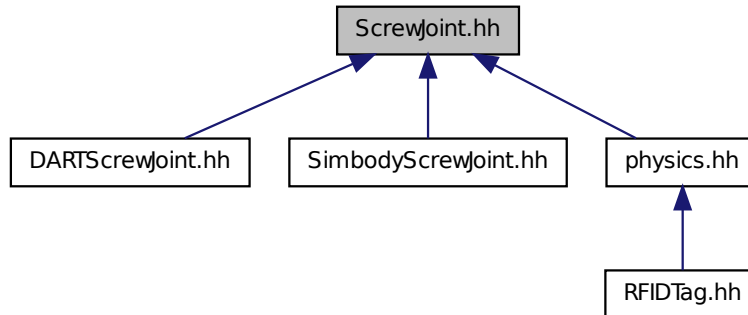 ScrewJoint.hh
DARTScrewJoint.hh
SimbodyScrewJoint.hh
physics.hh
RFIDTag.hh